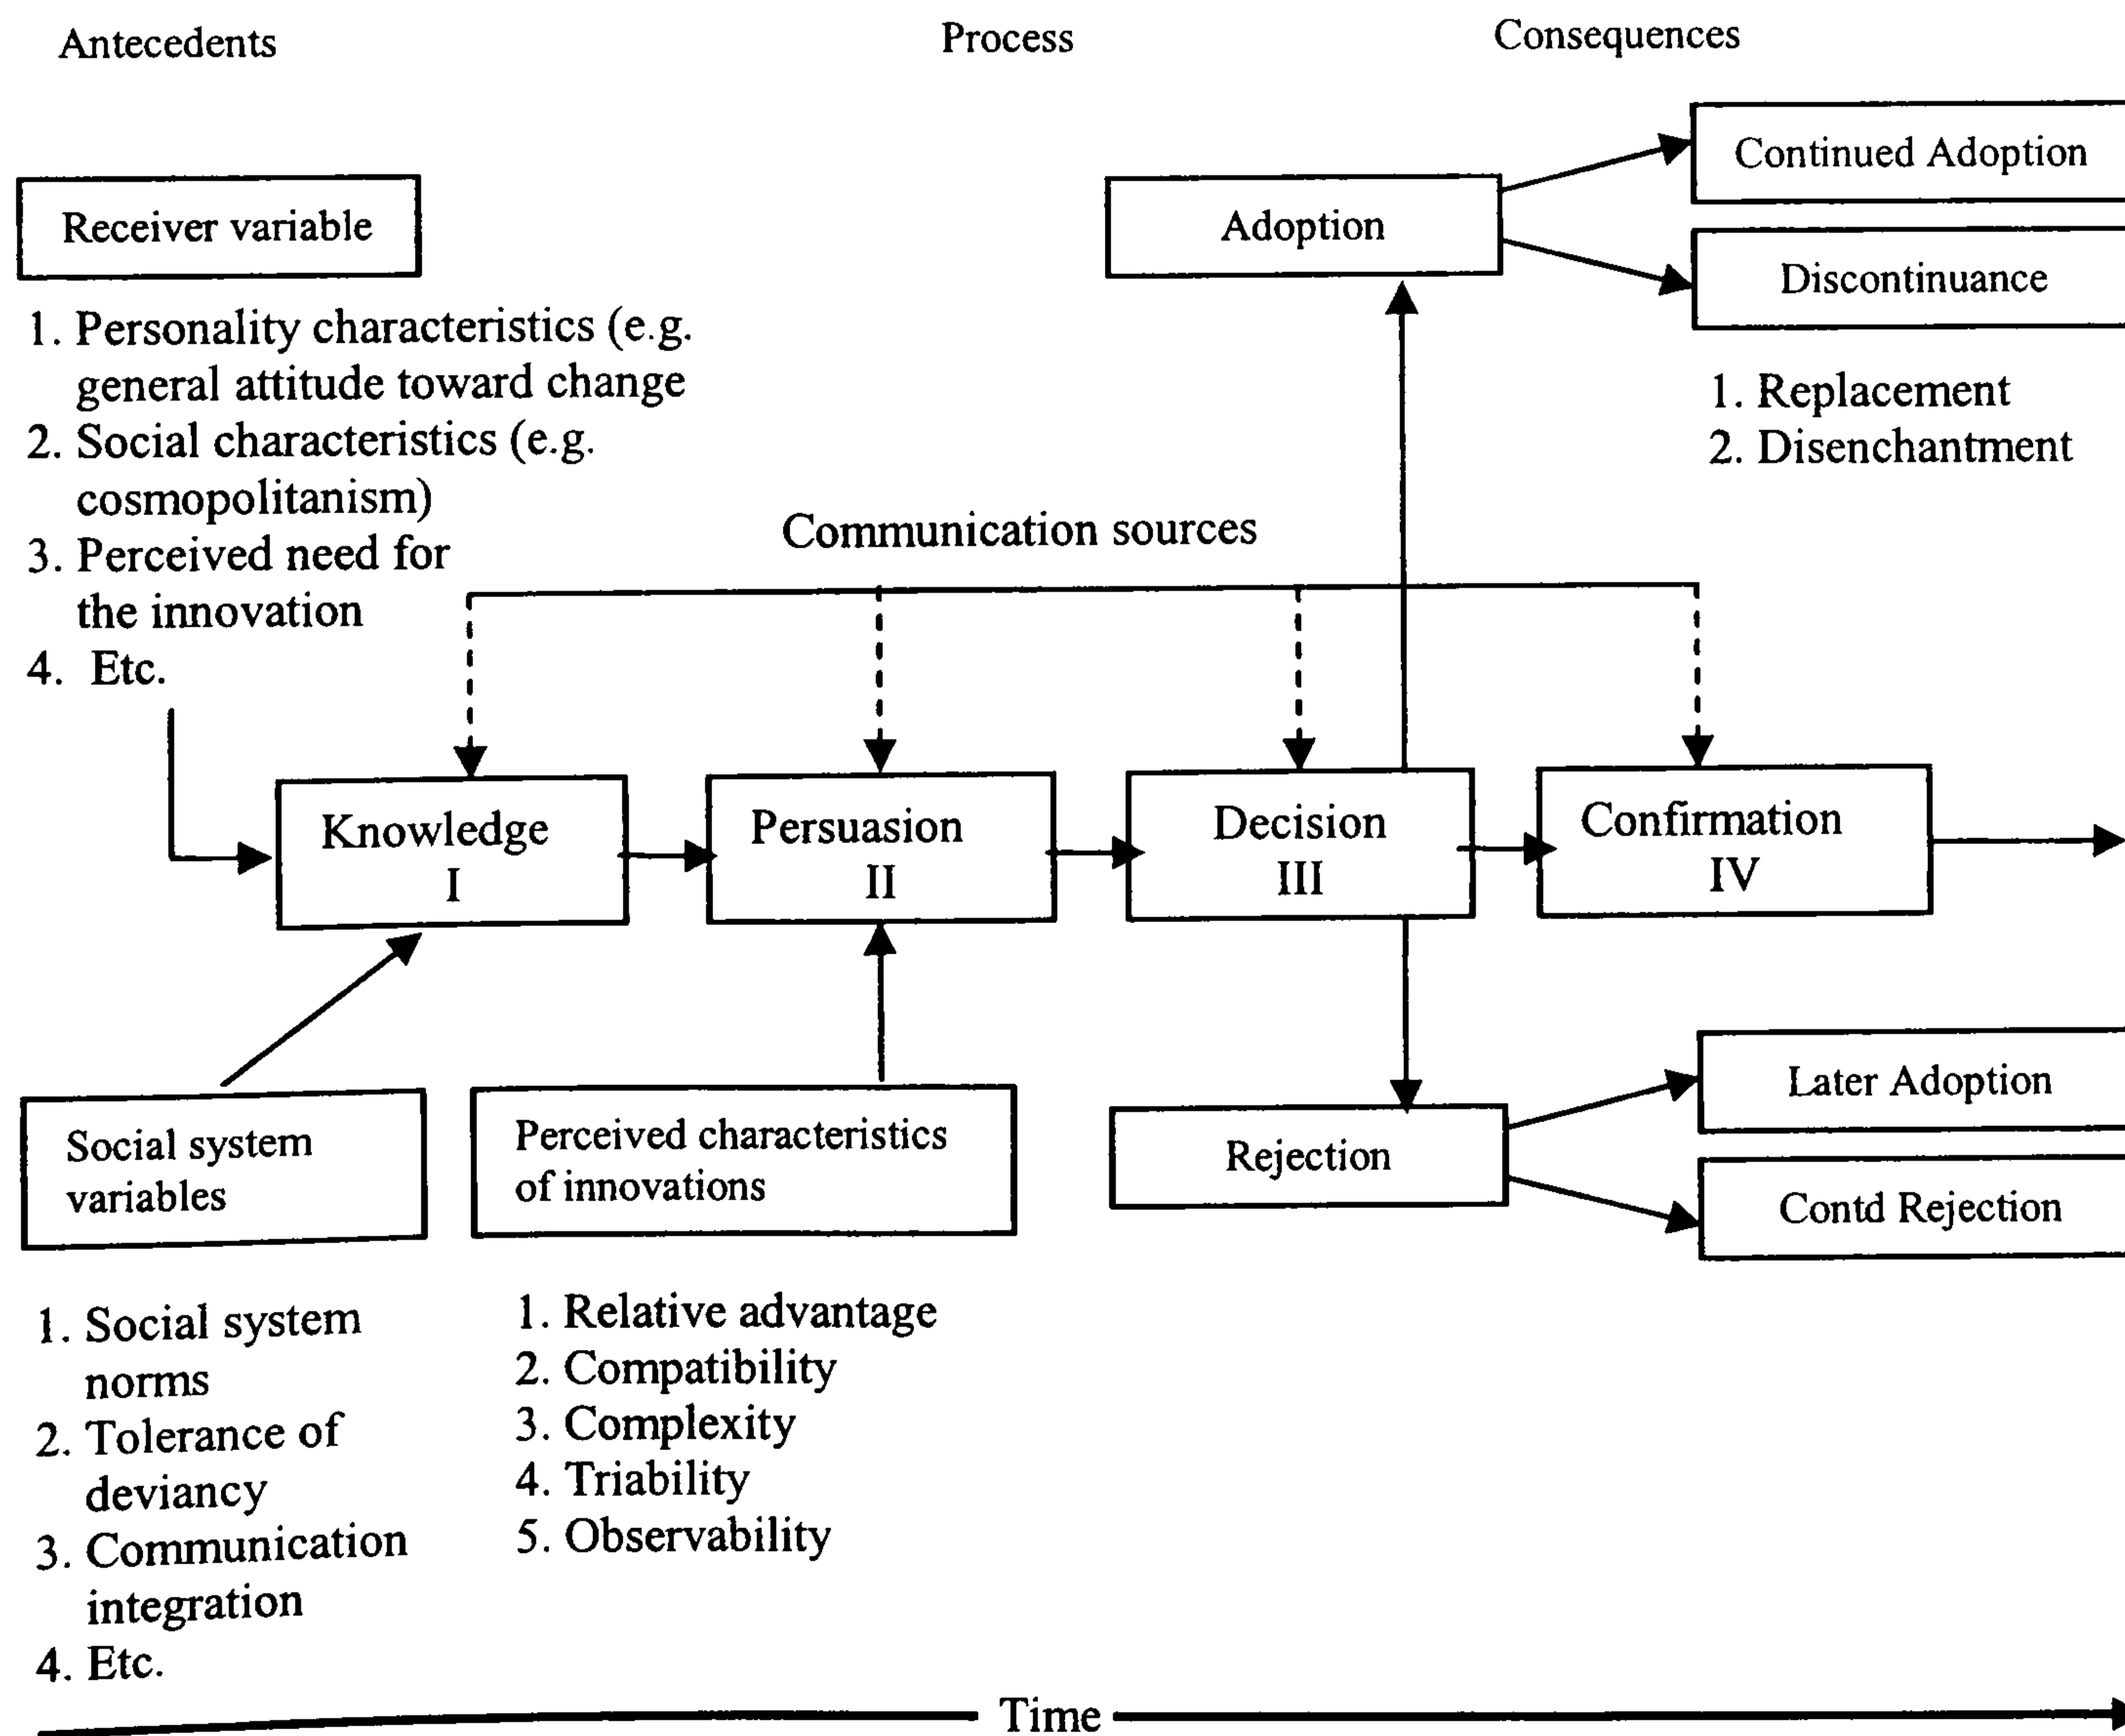 Antecedents
Process
Consequences
Receiver variable
1. Personality characteristics (e.g.
general attitude toward change
2. Social characteristics (e.g.
cosmopolitanism)
3. Perceived need for
the innovation
4. Etc.
Adoption
Continued Adoption
Discontinuance
1. Replacement
2. Disenchantment
Communication sources
Knowledge
I
Persuasion
II
Decision
III
Confirmation
IV
Social system
variables
Perceived characteristics
of innovations
Rejection
Later Adoption
Contd Rejection
1. Social system
norms
2. Tolerance of
deviancy
3. Communication
integration
4. Etc.
1. Relative advantage
2. Compatibility
3. Complexity
4. Triability
5. Observability
Time